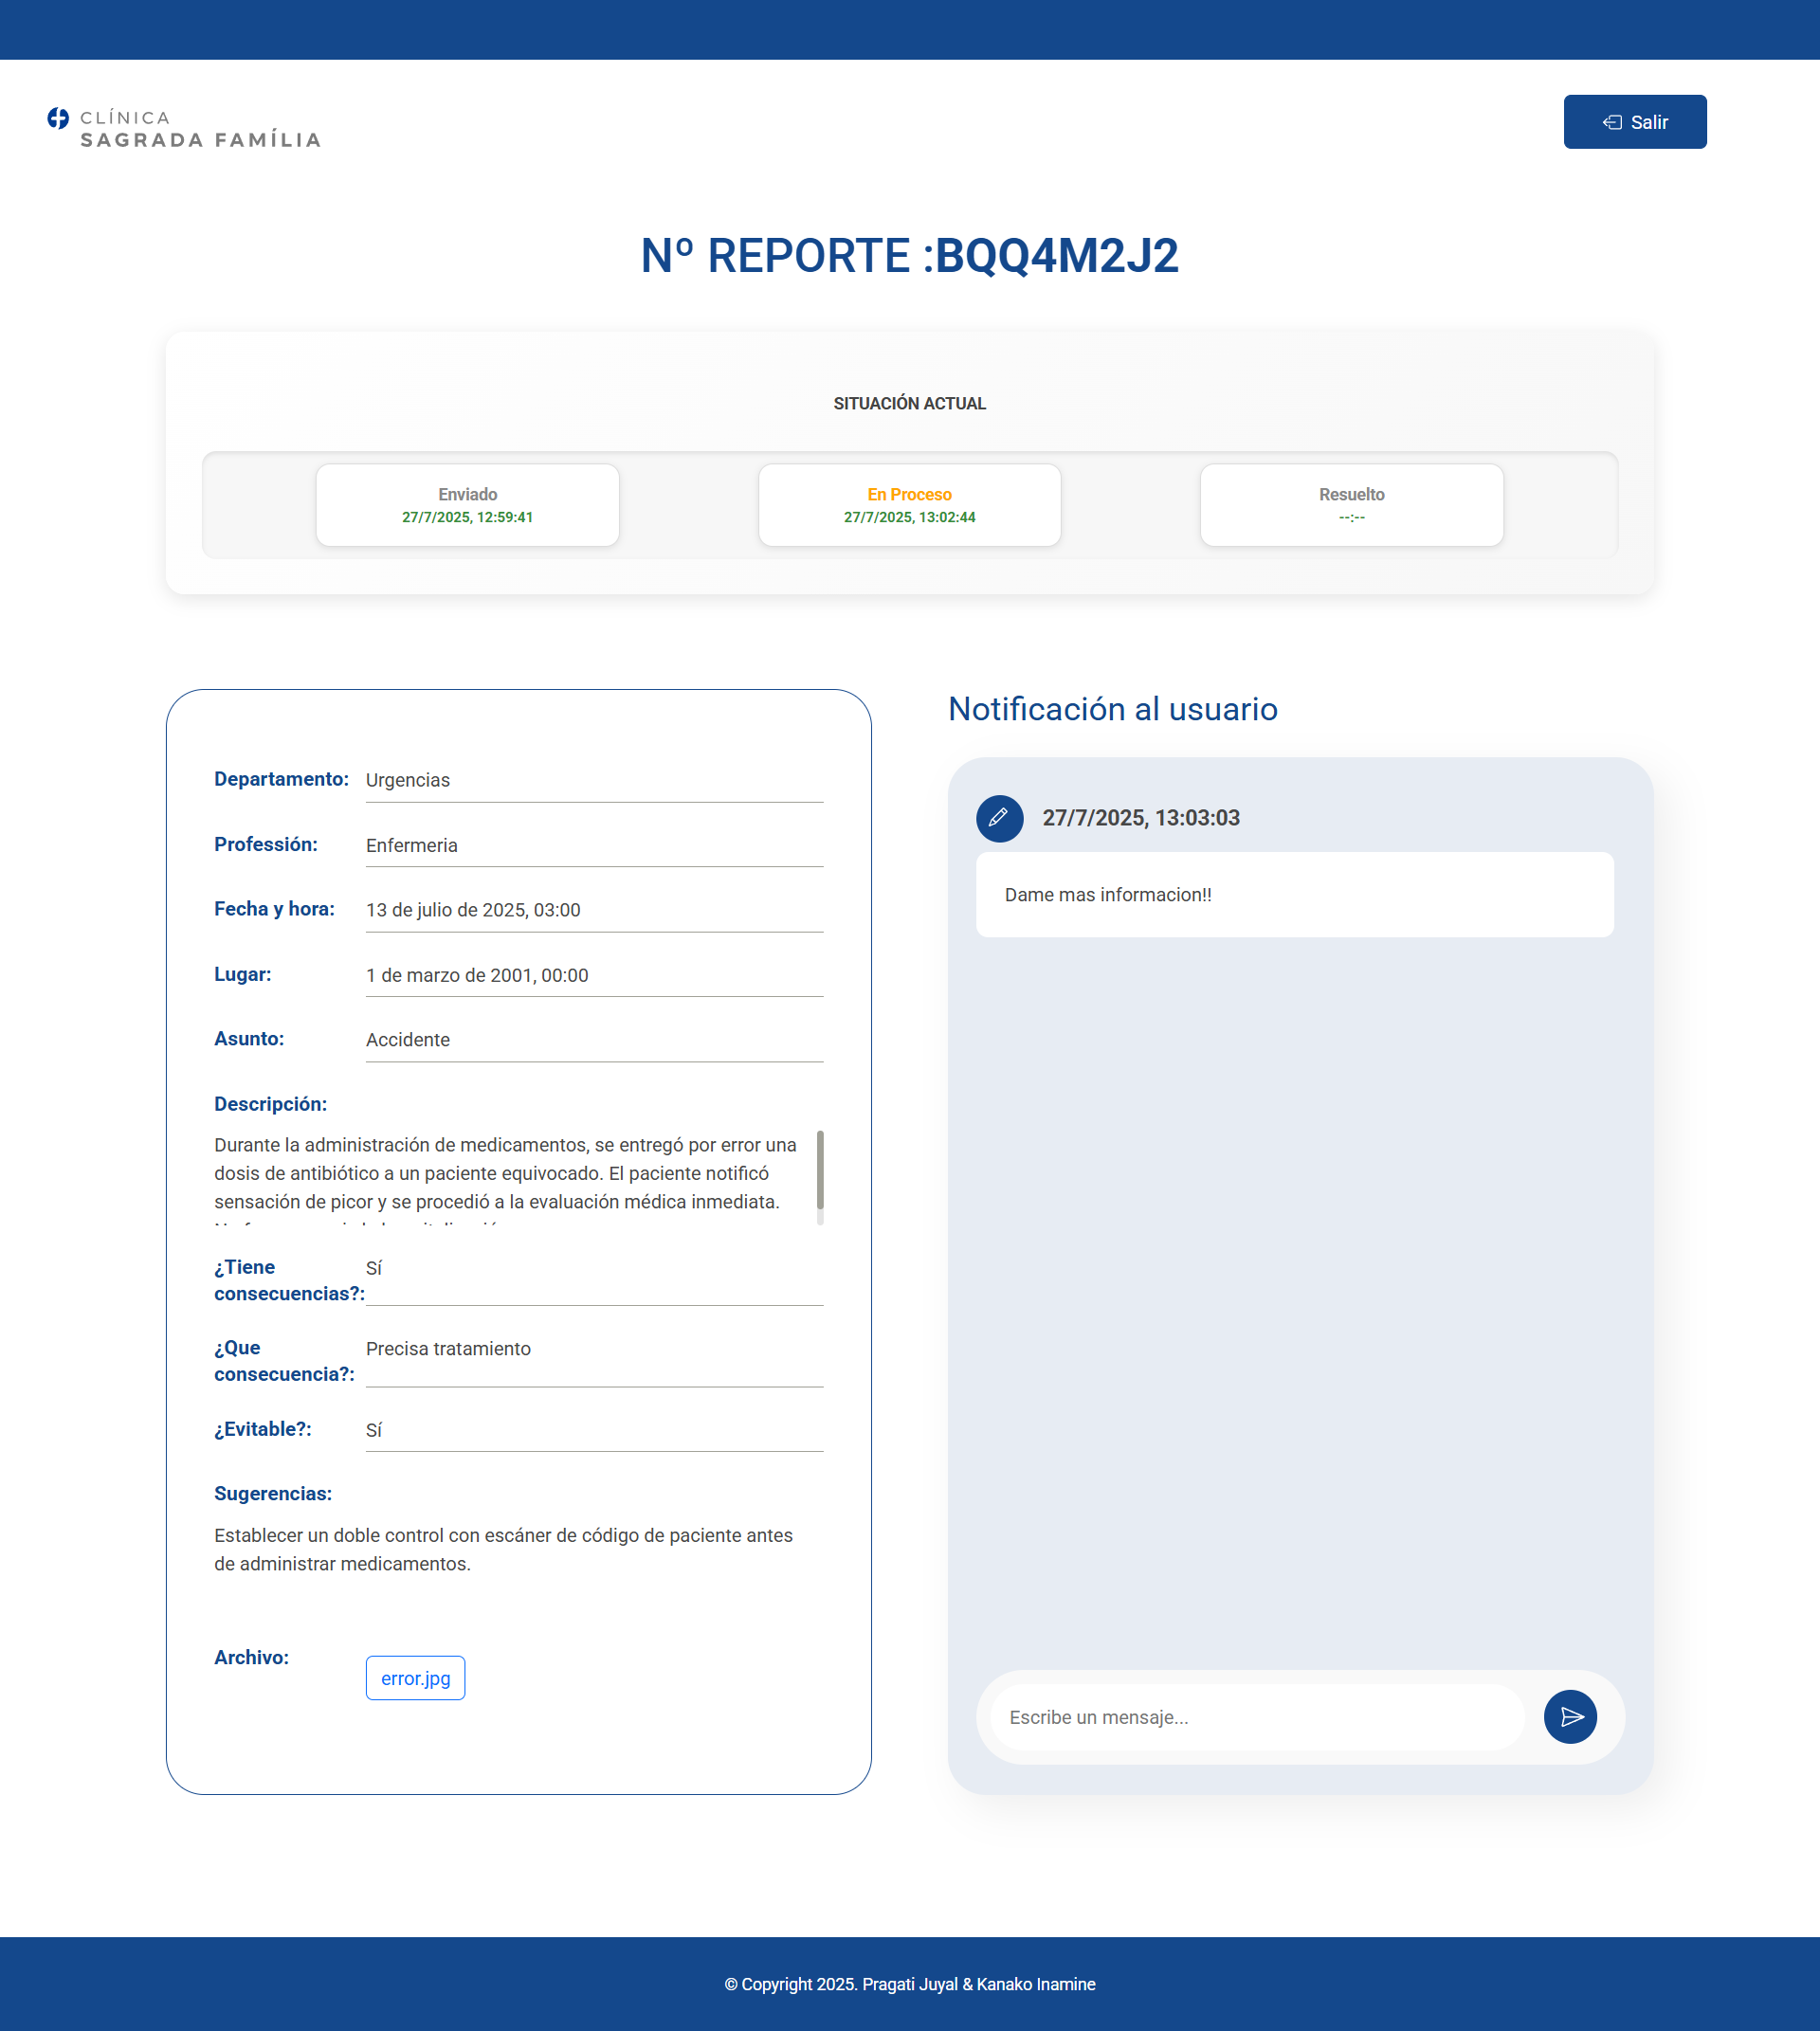 CLÍNICA
SAGRADA FAMÍLIA
Salir
Nº REPORTE :BQQ4M2J2
SITUACIÓN ACTUAL
Enviado
27/7/2025, 12:59:41
En Proceso
27/7/2025, 13:02:44
Resuelto
--:--
Departamento: Urgencias
Professión: Enfermeria
Fecha y hora: 13 de julio de 2025, 03:00
Lugar: 1 de marzo de 2001, 00:00
Asunto: Accidente
Descripción:
Durante la administración de medicamentos, se entregó por error una
dosis de antibiótico a un paciente equivocado. El paciente notificó
sensación de picor y se procedió a la evaluación médica inmediata.
¿Tiene Sí
consecuencias?:
¿Que Precisa tratamiento
consecuencia?:
¿Evitable?: Sí
Sugerencias:
Establecer un doble control con escáner de código de paciente antes
de administrar medicamentos.
Archivo:
error.jpg
Notificación al usuario
27/7/2025, 13:03:03
Dame mas informacion!!
Escribe un mensaje...
© Copyright 2025. Pragati Juyal & Kanako Inamine